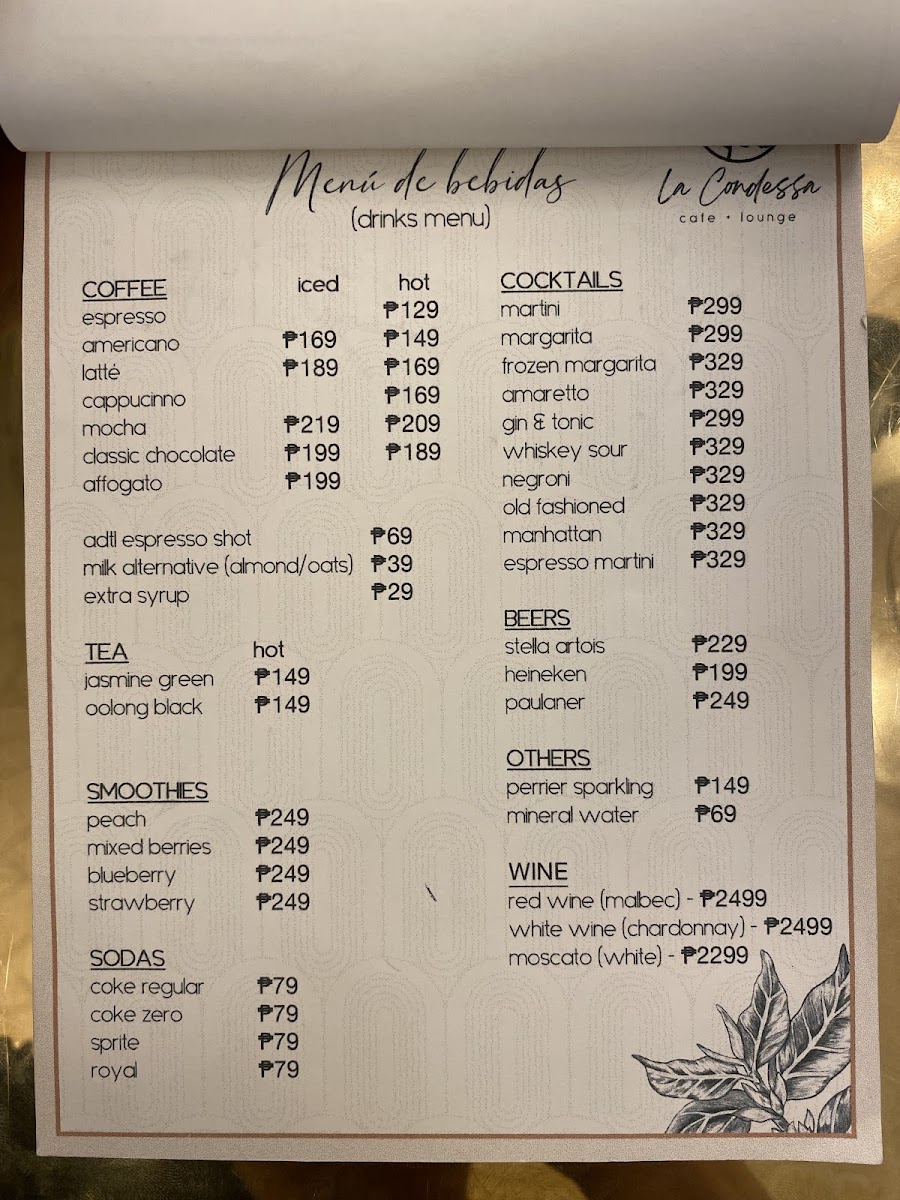 Menú de bebidas
(drinks menu)
La Condessa
cafe • lounge
COFFEE iced hot
espresso ₱129
americano ₱169 ₱149
latté ₱189 ₱169
cappucinno ₱169
mocha ₱219 ₱209
classic chocolate ₱199 ₱189
affogato ₱199
adtl espresso shot ₱69
milk alternative (almond/oats) ₱39
extra syrup ₱29
TEA hot
jasmine green ₱149
oolong black ₱149
SMOOTHIES
peach ₱249
mixed berries ₱249
blueberry ₱249
strawberry ₱249
SODAS
coke regular ₱79
coke zero ₱79
sprite ₱79
royal ₱79
COCKTAILS
martini ₱299
margarita ₱299
frozen margarita ₱329
amaretto ₱329
gin & tonic ₱299
whiskey sour ₱329
negroni ₱329
old fashioned ₱329
manhattan ₱329
espresso martini ₱329
BEERS
stella artois ₱229
heineken ₱199
paulaner ₱249
OTHERS
perrier sparkling ₱149
mineral water ₱69
WINE
red wine (malbec) - ₱2499
white wine (chardonnay) - ₱2499
moscato (white) - ₱2299